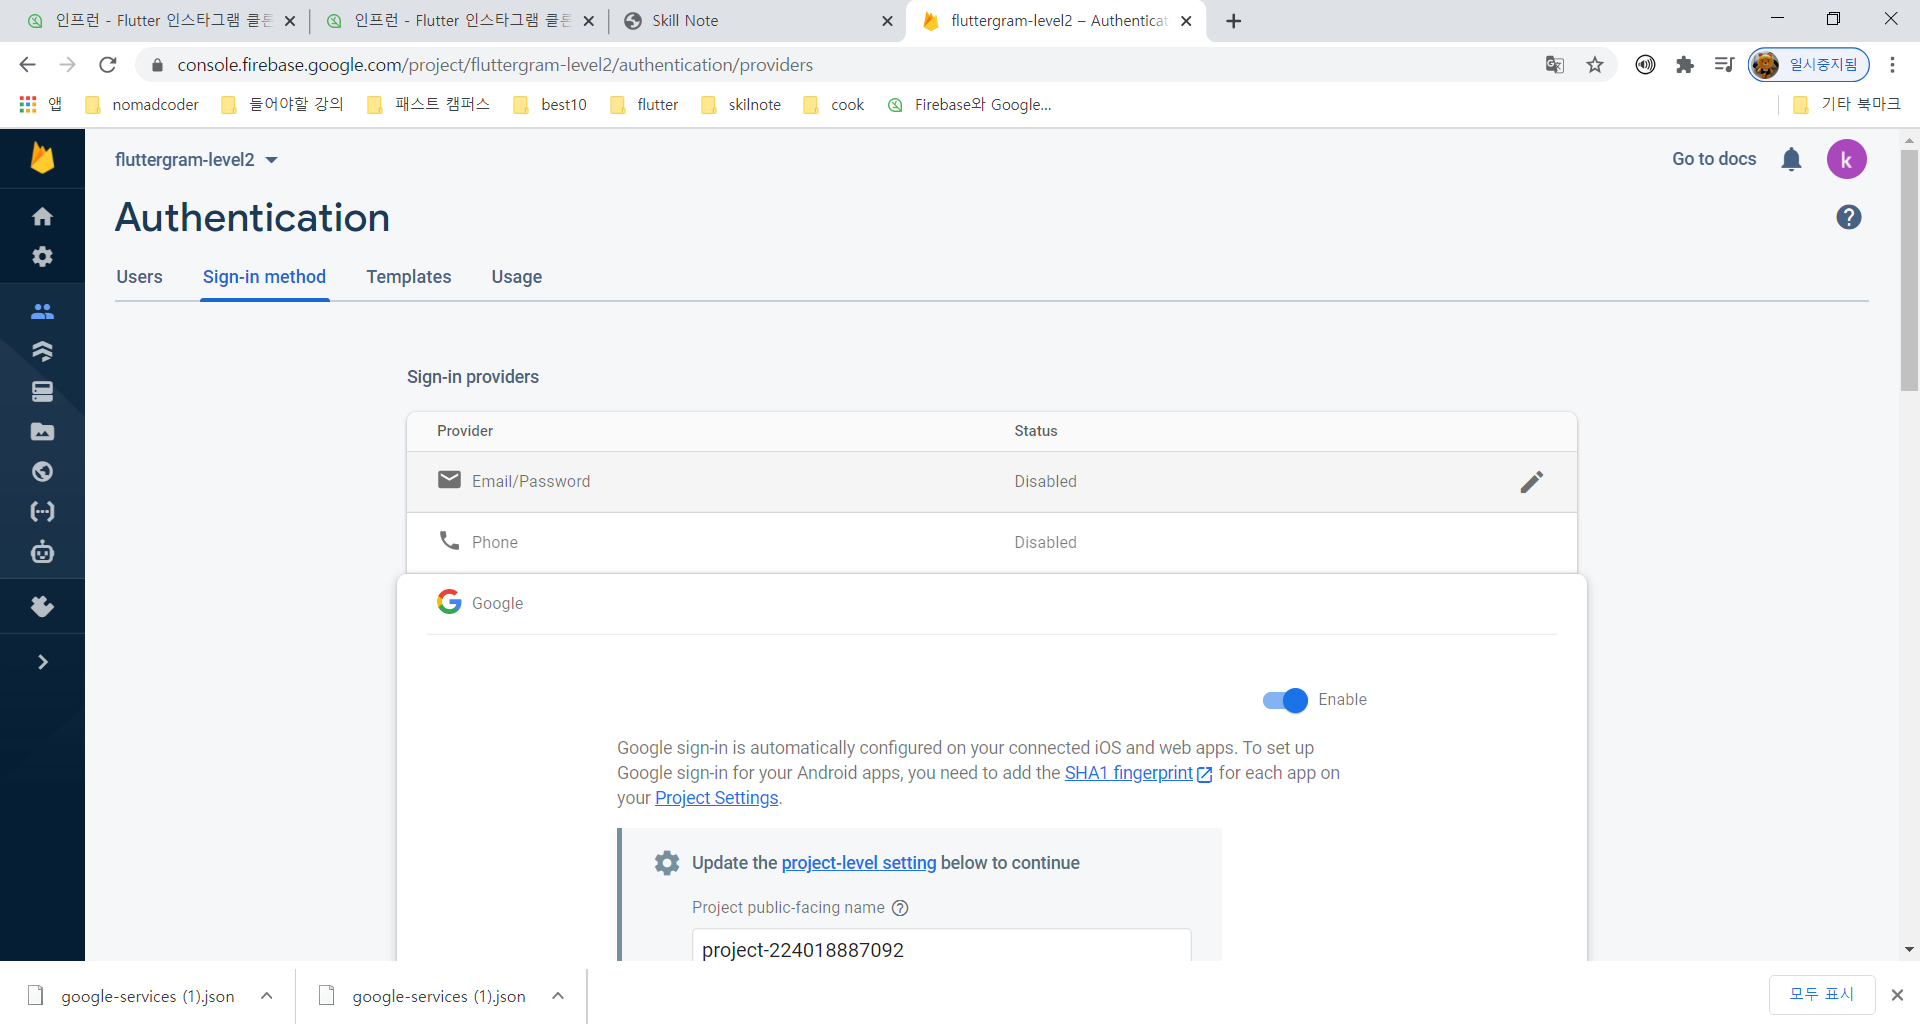 인프런 - Flutter 인스타그램 클론
인프런 - Flutter 인스타그램 클론
Skill Note
fluttergram-level2 – Authenticat
console.firebase.google.com/project/fluttergram-level2/authentication/providers
일시중지됨
앱
nomadcoder
들어야할 강의
패스트 캠퍼스
best10
flutter
skilnote
cook
Firebase와 Google...
기타 북마크
fluttergram-level2
Go to docs
k
Authentication
Users
Sign-in method
Templates
Usage
Sign-in providers
Provider
Status
Email/Password
Disabled
Phone
Disabled
Google
Enable
Google sign-in is automatically configured on your connected iOS and web apps. To set up
Google sign-in for your Android apps, you need to add the SHA1 fingerprint for each app on
your Project Settings.
Update the project-level setting below to continue
Project public-facing name
project-224018887092
google-services (1).json
google-services (1).json
모두 표시